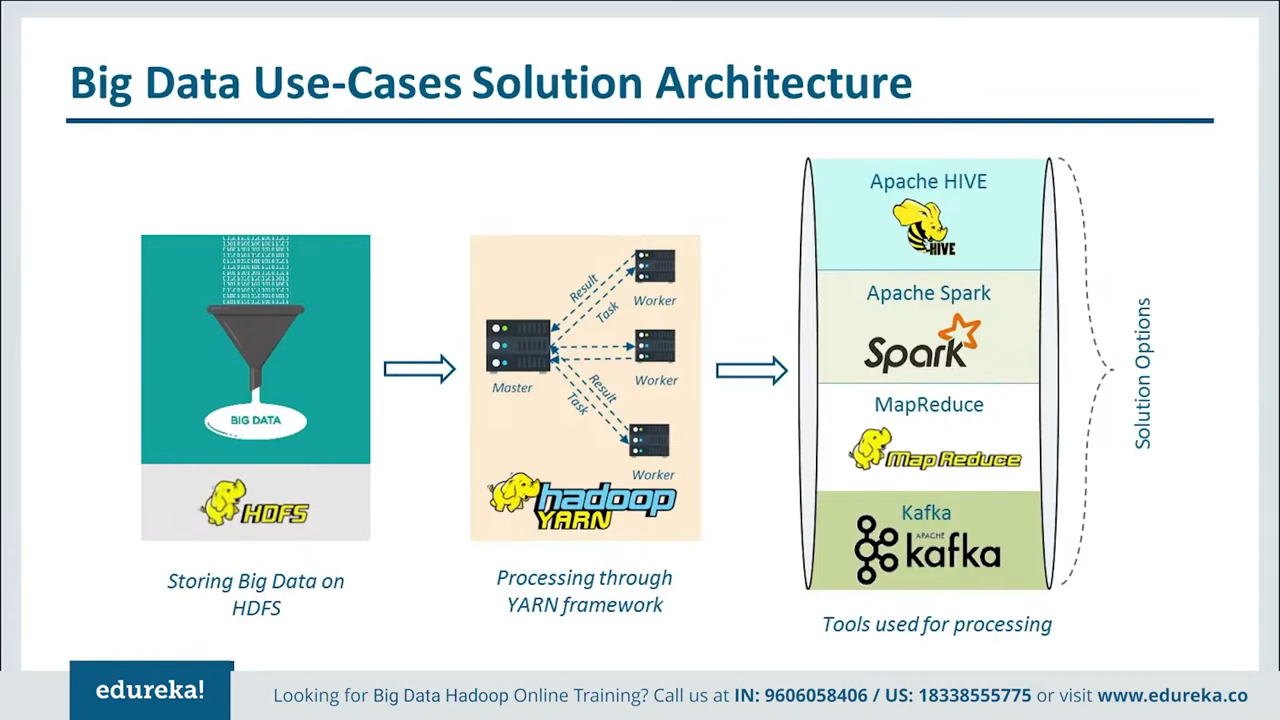 Big Data Use-Cases Solution Architecture
BIG DATA
HDFS
Storing Big Data on
HDFS
Result
Task
Worker
Master
Worker
Result
Task
Worker
hadoop
YARN
Processing through
YARN framework
Apache HIVE
HIVE
Apache Spark
Spark
MapReduce
Map Reduce
Kafka
APACHE
kafka
Tools used for processing
Solution Options
edureka!
Looking for Big Data Hadoop Online Training? Call us at IN: 9606058406 / US: 18338555775 or visit www.edureka.co